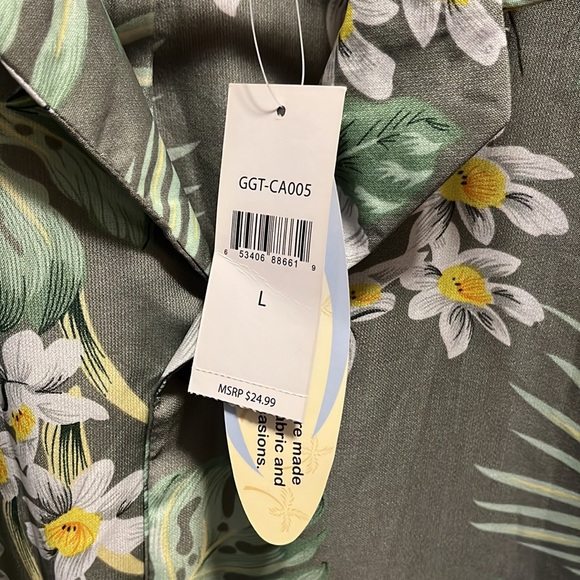 GGT-CA005
6 53406 88661 9
L
MSRP $24.99
re made
abric and
asions.